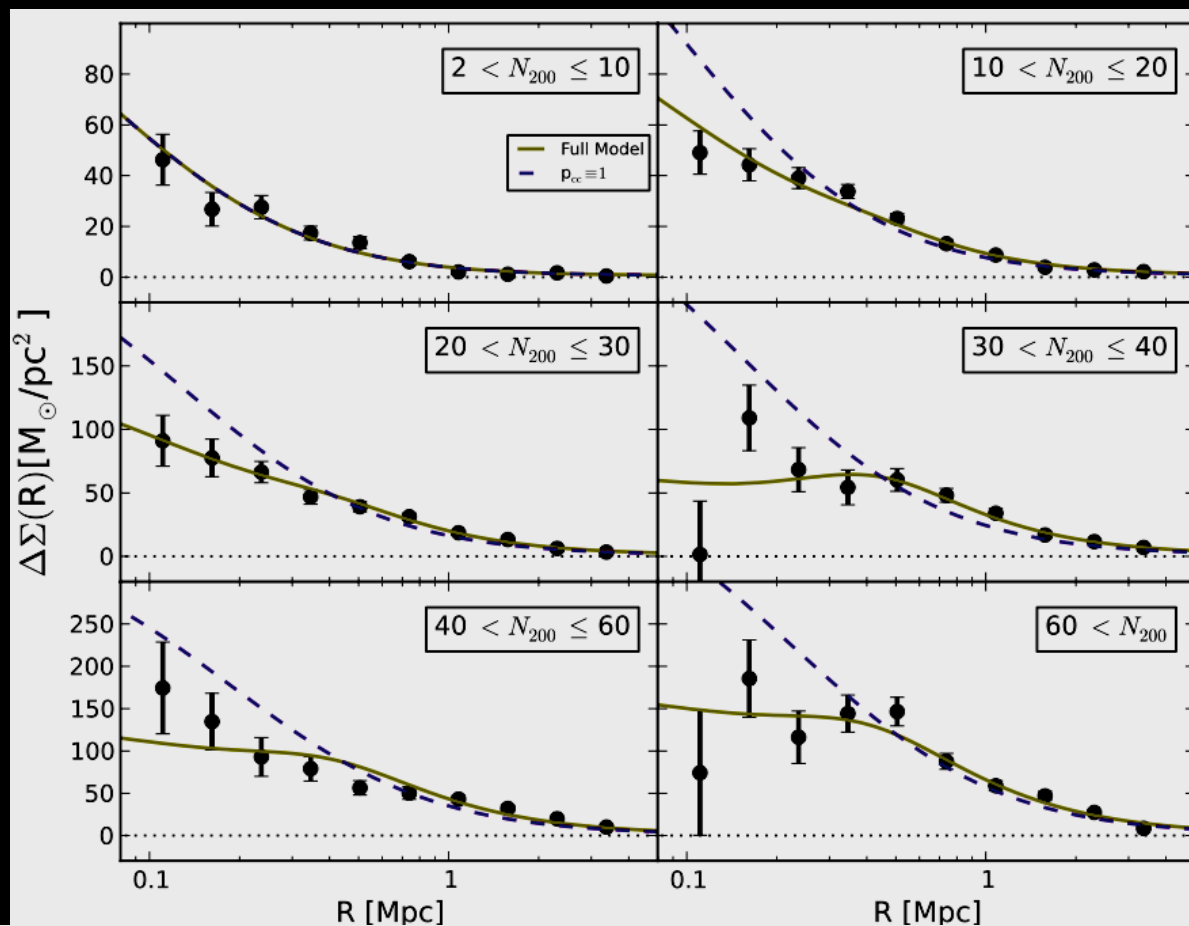 2 < N₂₀₀ ≤ 10
10 < N₂₀₀ ≤ 20
80
60
40
20
0
Full Model
p_cc ≡ 1
20 < N₂₀₀ ≤ 30
30 < N₂₀₀ ≤ 40
150
100
50
0
ΔΣ(R)[M☉/pc²]
40 < N₂₀₀ ≤ 60
60 < N₂₀₀
250
200
150
100
50
0
0.1 1 0.1 1
R [Mpc] R [Mpc]